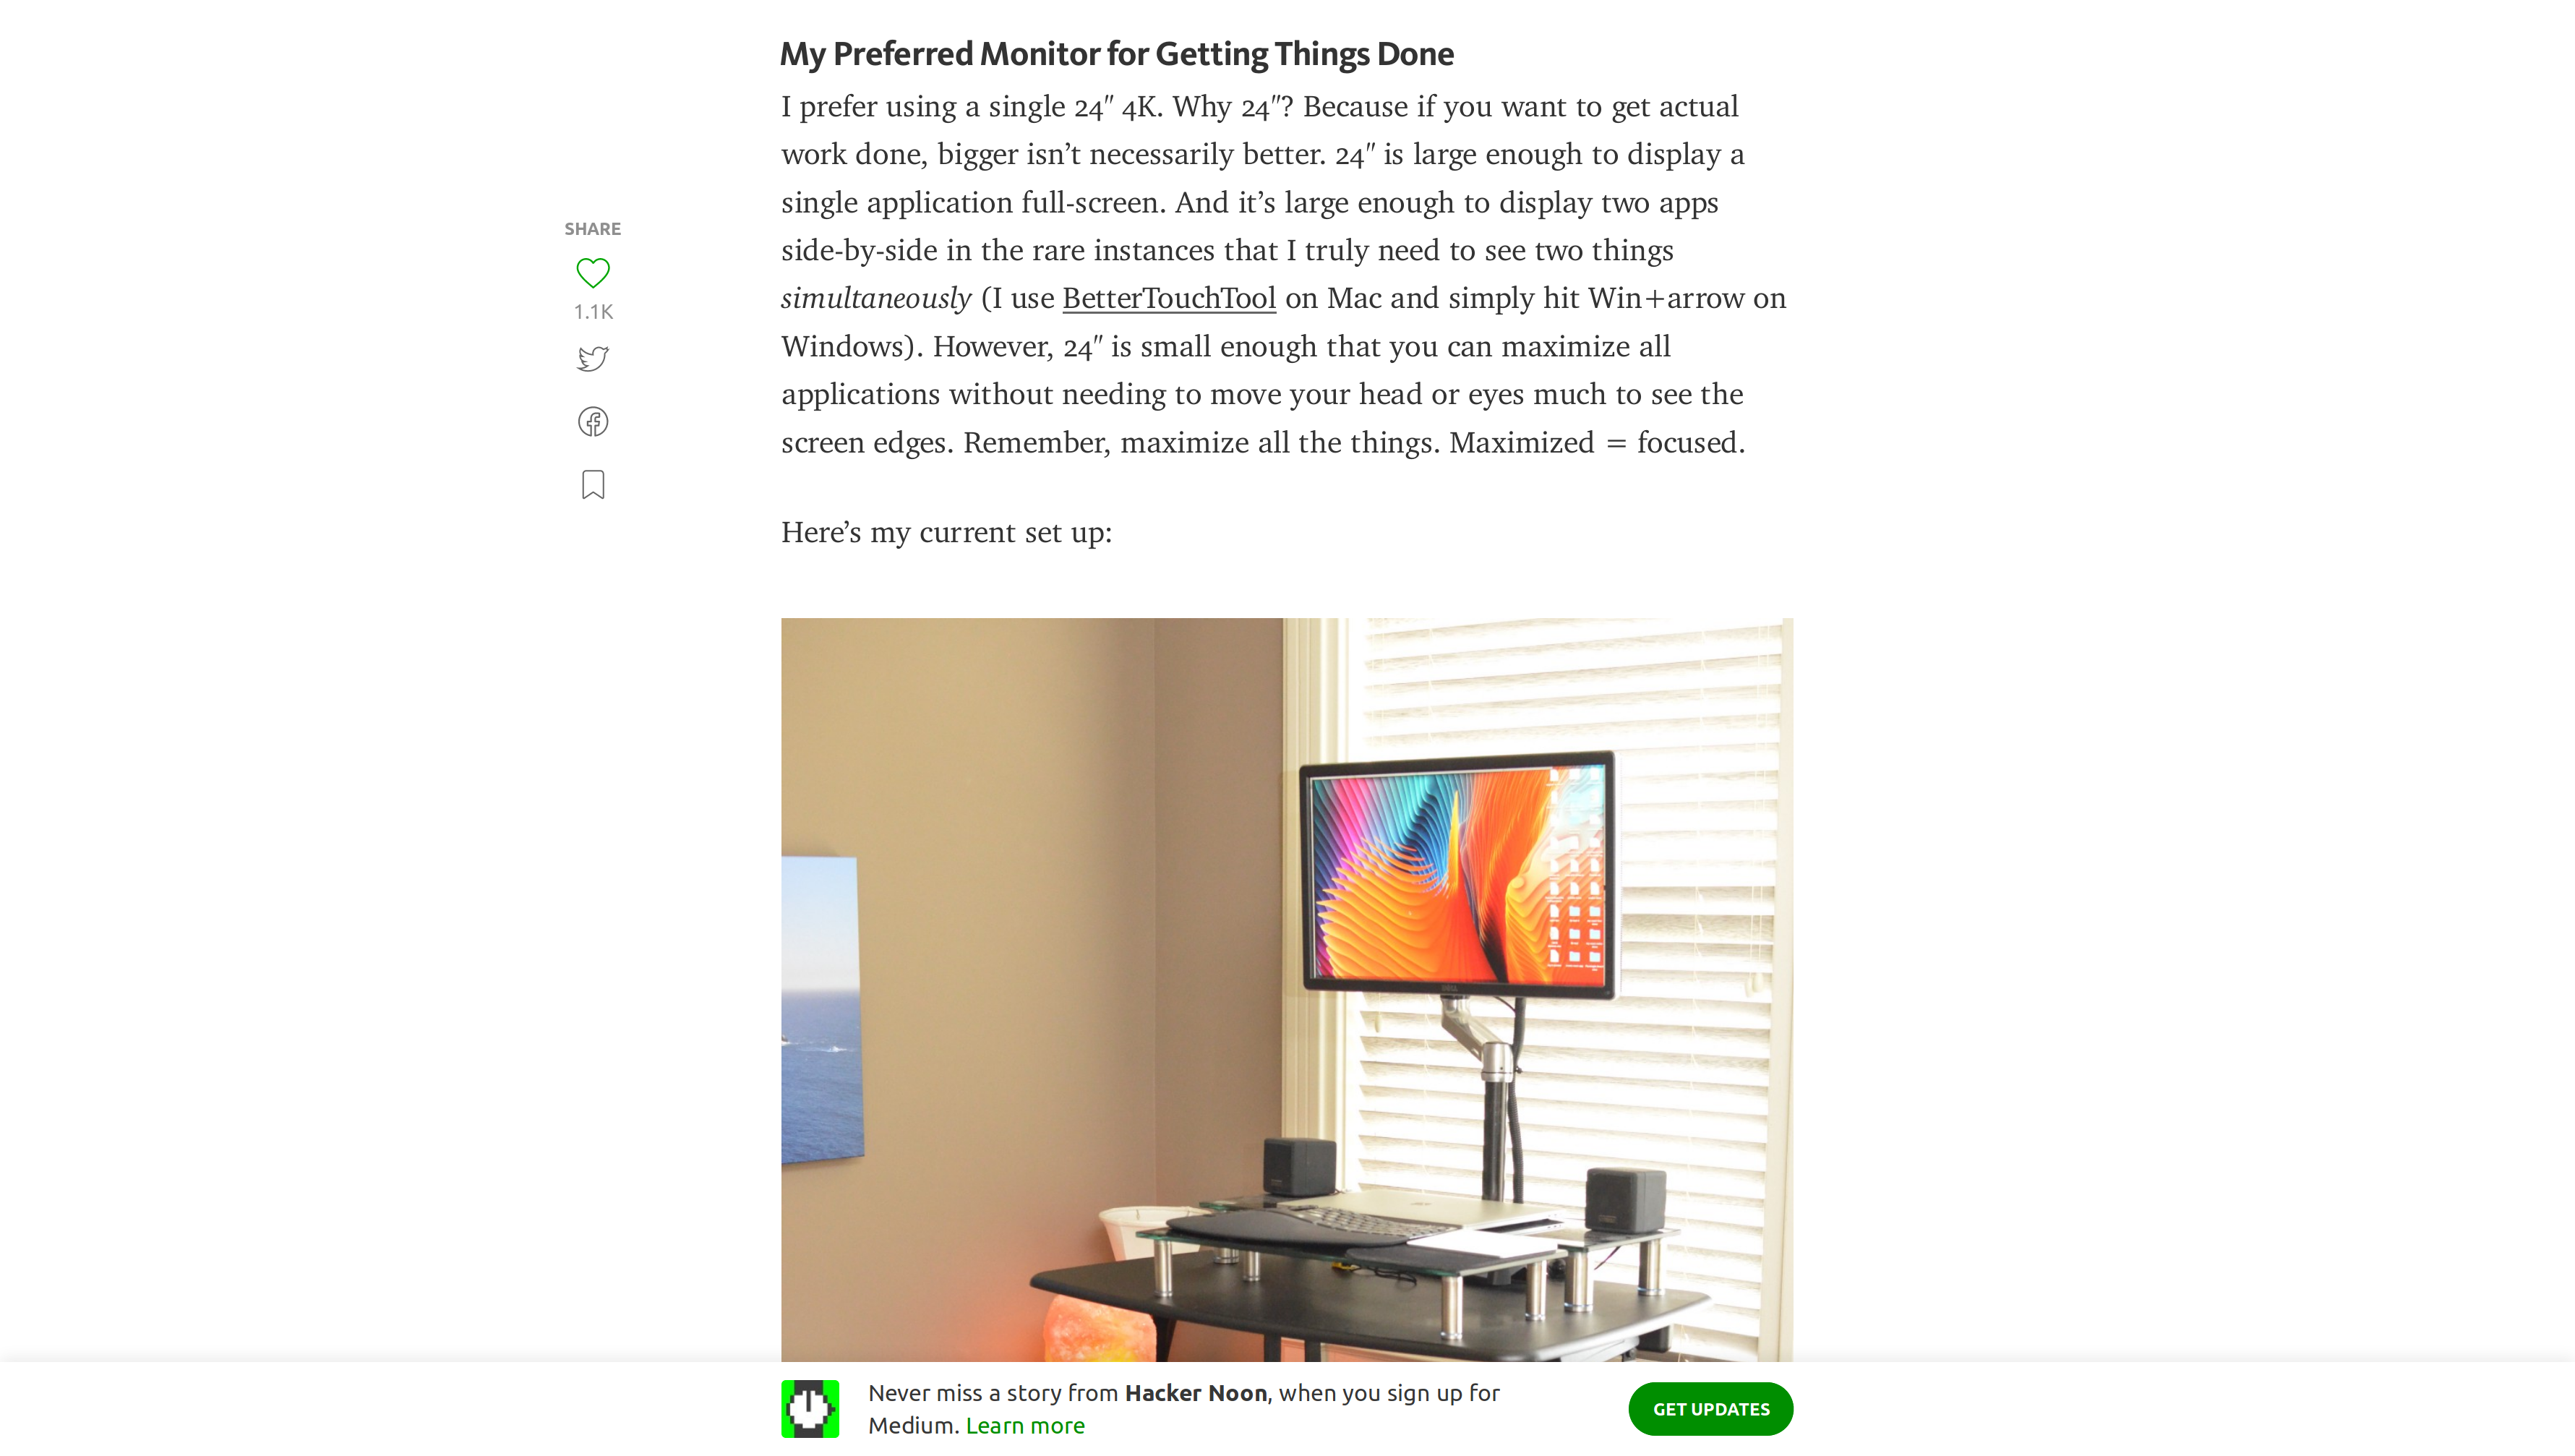 My Preferred Monitor for Getting Things Done
I prefer using a single 24″ 4K. Why 24″? Because if you want to get actual
work done, bigger isn’t necessarily better. 24″ is large enough to display a
single application full-screen. And it’s large enough to display two apps
side-by-side in the rare instances that I truly need to see two things
simultaneously (I use BetterTouchTool on Mac and simply hit Win+arrow on
Windows). However, 24″ is small enough that you can maximize all
applications without needing to move your head or eyes much to see the
screen edges. Remember, maximize all the things. Maximized = focused.
Here’s my current set up:
SHARE
1.1K
DELL
Never miss a story from Hacker Noon, when you sign up for
Medium. Learn more
GET UPDATES